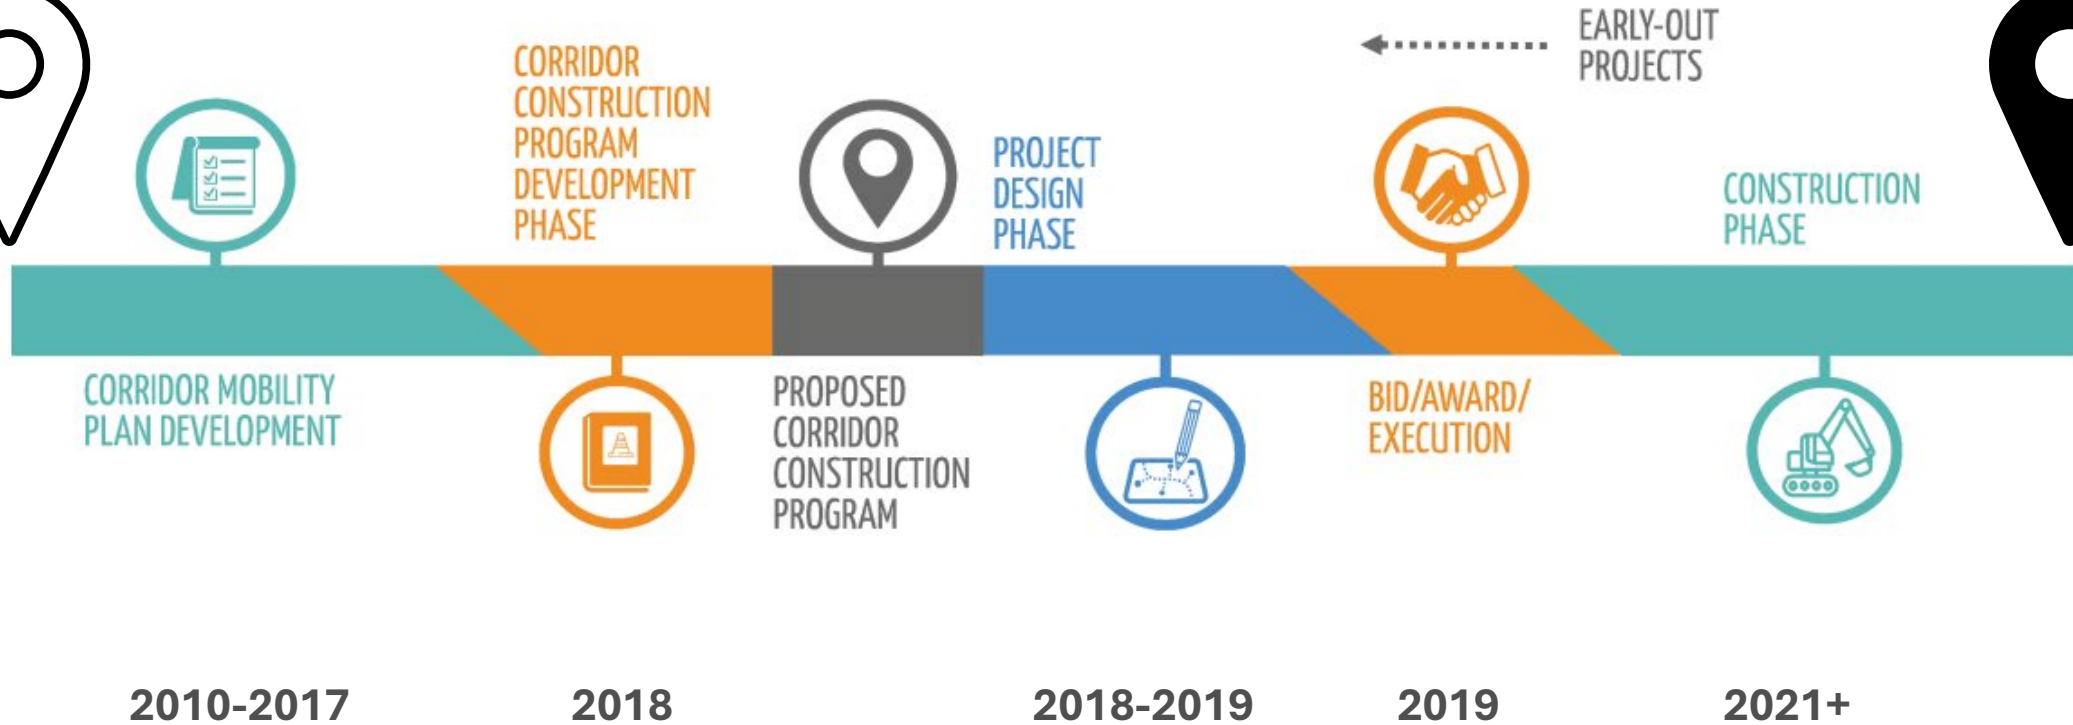 CORRIDOR
CONSTRUCTION
PROGRAM
DEVELOPMENT
PHASE
EARLY-OUT
PROJECTS
PROJECT
DESIGN
PHASE
CONSTRUCTION
PHASE
CORRIDOR MOBILITY
PLAN DEVELOPMENT
PROPOSED
CORRIDOR
CONSTRUCTION
PROGRAM
BID/AWARD/
EXECUTION
2010-2017
2018
2018-2019
2019
2021+